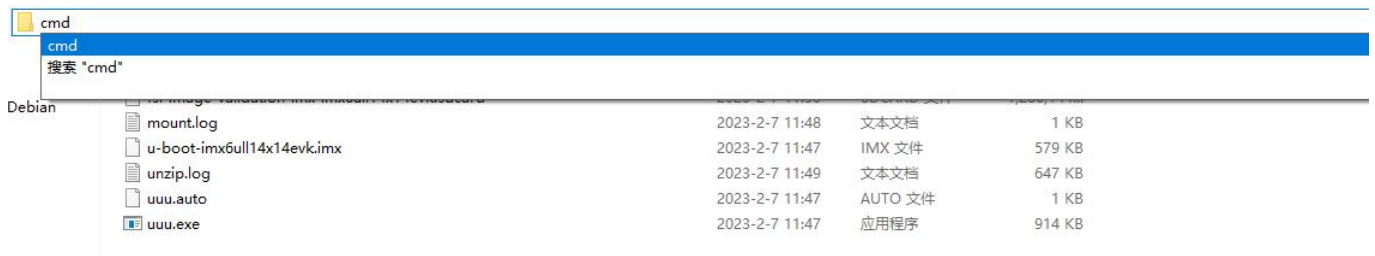 cmd
cmd
搜索 "cmd"
Debian
mount.log 2023-2-7 11:48 文本文档 1 KB
u-boot-imx6ull14x14evk.imx 2023-2-7 11:47 IMX 文件 579 KB
unzip.log 2023-2-7 11:49 文本文档 647 KB
uuu.auto 2023-2-7 11:47 AUTO 文件 1 KB
uuu.exe 2023-2-7 11:47 应用程序 914 KB